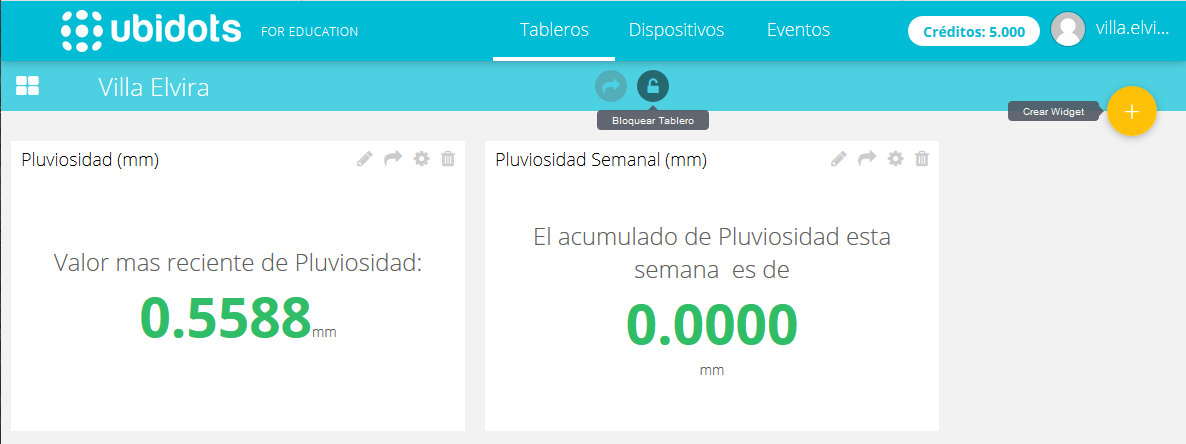 ubidots FOR EDUCATION Tableros Dispositivos Eventos Créditos: 5.000 villa.elvi...
Villa Elvira
Bloquear Tablero
Crear Widget
Pluviosidad (mm)
Valor mas reciente de Pluviosidad:
0.5588mm
Pluviosidad Semanal (mm)
El acumulado de Pluviosidad esta
semana es de
0.0000
mm